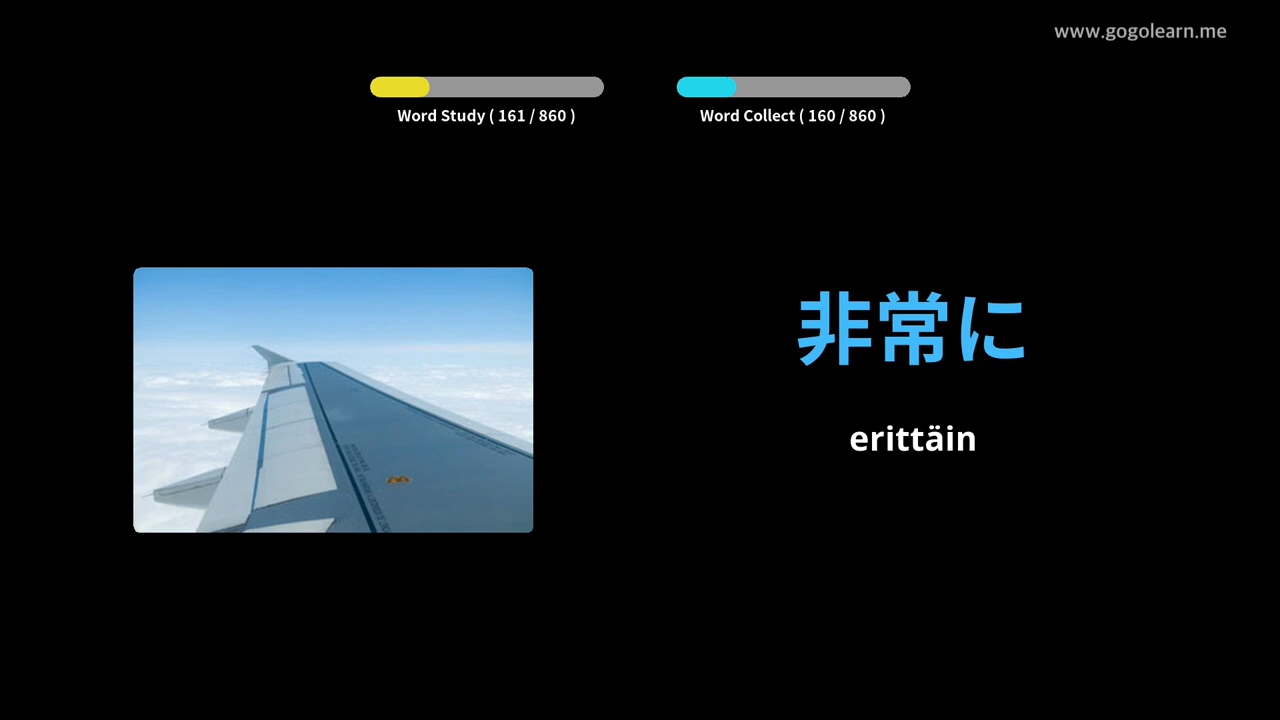 www.gogolearn.me
Word Study ( 161 / 860 )
Word Collect ( 160 / 860 )
非常に
erittäin